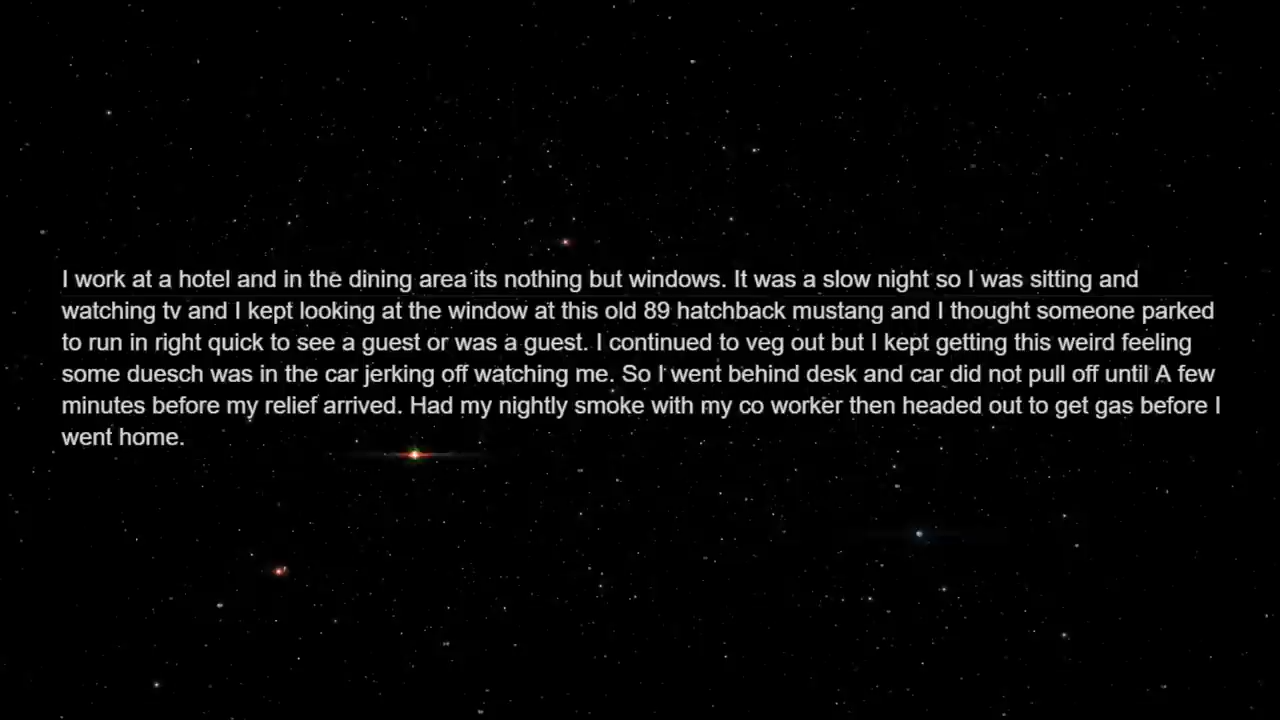 I work at a hotel and in the dining area its nothing but windows. It was a slow night so I was sitting and
watching tv and I kept looking at the window at this old 89 hatchback mustang and I thought someone parked
to run in right quick to see a guest or was a guest. I continued to veg out but I kept getting this weird feeling
some duesch was in the car jerking off watching me. So I went behind desk and car did not pull off until A few
minutes before my relief arrived. Had my nightly smoke with my co worker then headed out to get gas before I
went home.